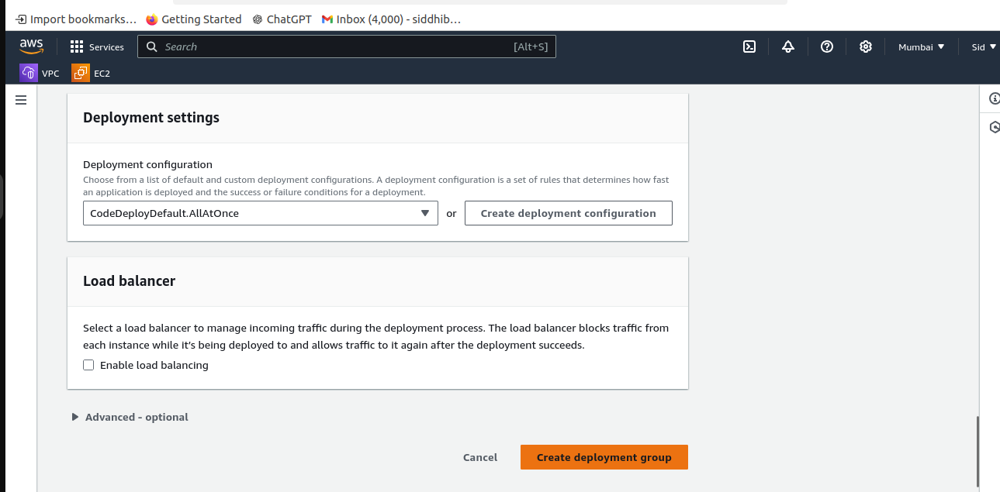 Import bookmarks... Getting Started ChatGPT Inbox (4,000) - siddhib...
aws Services Search [Alt+S] Mumbai Sid
VPC EC2
Deployment settings
Deployment configuration
Choose from a list of default and custom deployment configurations. A deployment configuration is a set of rules that determines how fast
an application is deployed and the success or failure conditions for a deployment.
CodeDeployDefault.AllAtOnce or Create deployment configuration
Load balancer
Select a load balancer to manage incoming traffic during the deployment process. The load balancer blocks traffic from
each instance while it's being deployed to and allows traffic to it again after the deployment succeeds.
Enable load balancing
Advanced - optional
Cancel Create deployment group